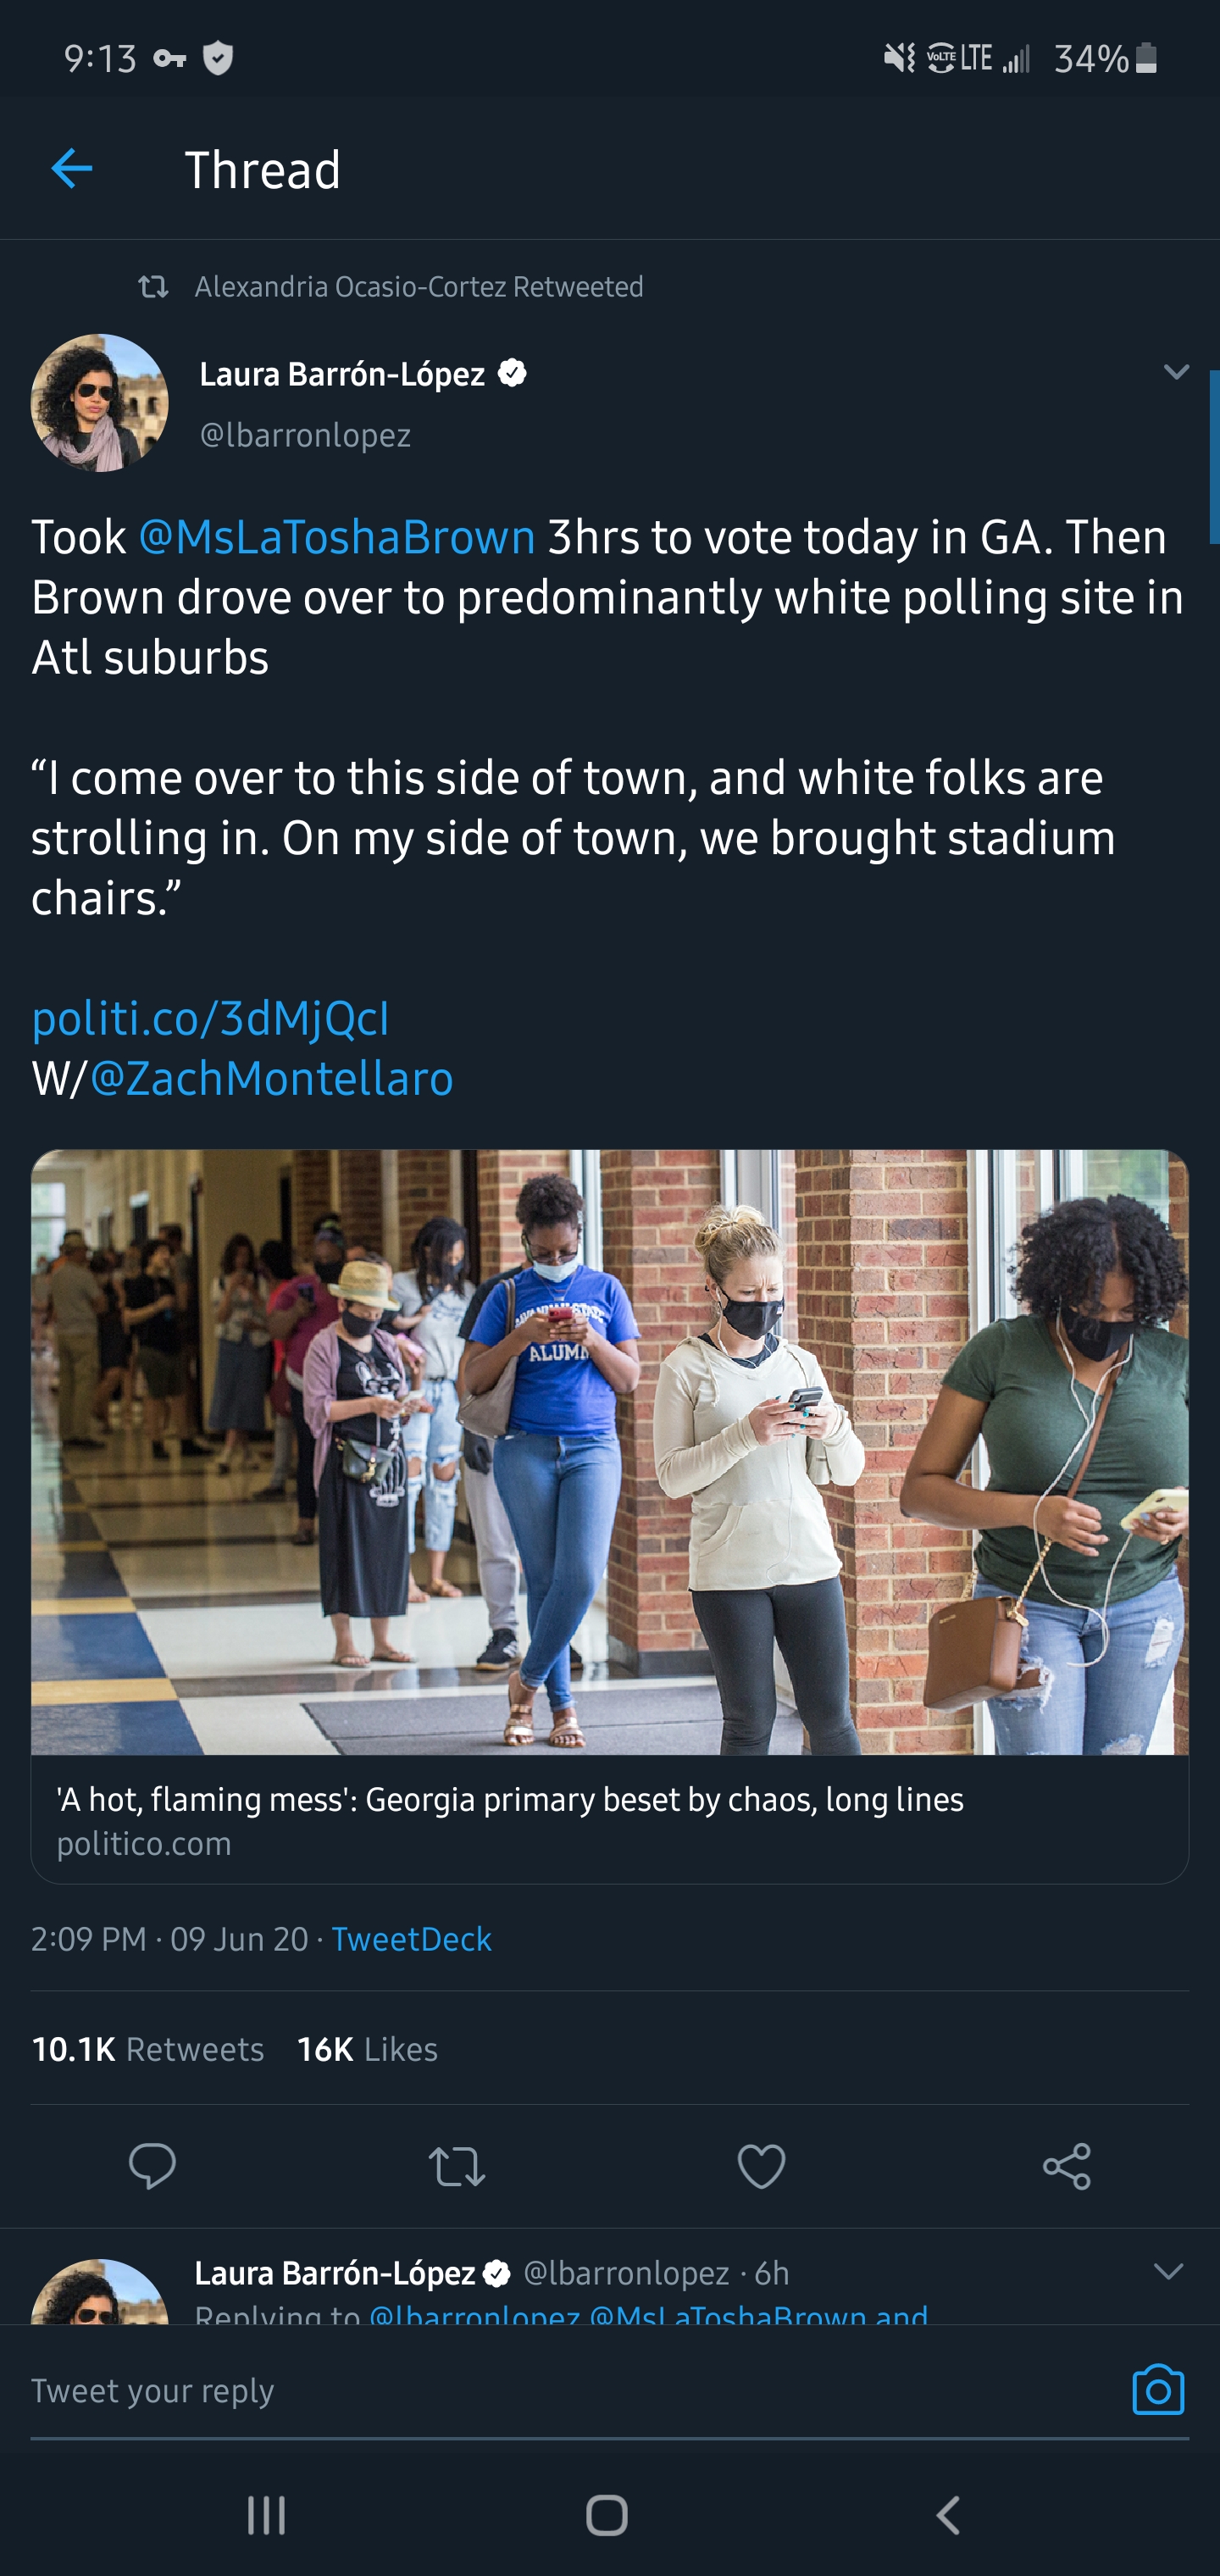 9:13
VoLTE LTE 34%
Thread
Alexandria Ocasio-Cortez Retweeted
Laura Barrón-López
@lbarronlopez
Took @MsLaToshaBrown 3hrs to vote today in GA. Then
Brown drove over to predominantly white polling site in
Atl suburbs
“I come over to this side of town, and white folks are
strolling in. On my side of town, we brought stadium
chairs.”
politi.co/3dMjQcI
W/@ZachMontellaro
ALUMN
'A hot, flaming mess': Georgia primary beset by chaos, long lines
politico.com
2:09 PM · 09 Jun 20 · TweetDeck
10.1K Retweets 16K Likes
Laura Barrón-López @lbarronlopez · 6h
Replying to @lbarronlopez @MsLaToshaBrown and
Tweet your reply